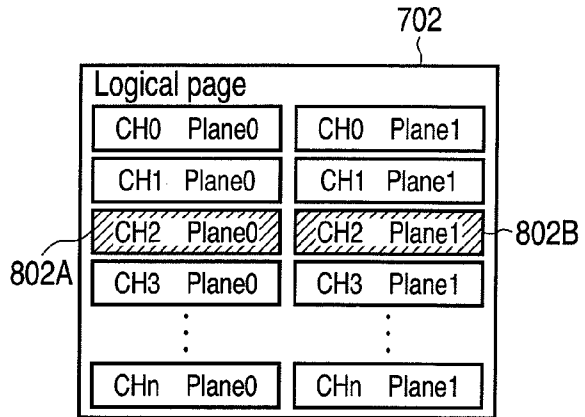 702
Logical page
CH0 Plane0 CH0 Plane1
CH1 Plane0 CH1 Plane1
CH2 Plane0 CH2 Plane1 802B
802A
CH3 Plane0 CH3 Plane1
CHn Plane0 CHn Plane1